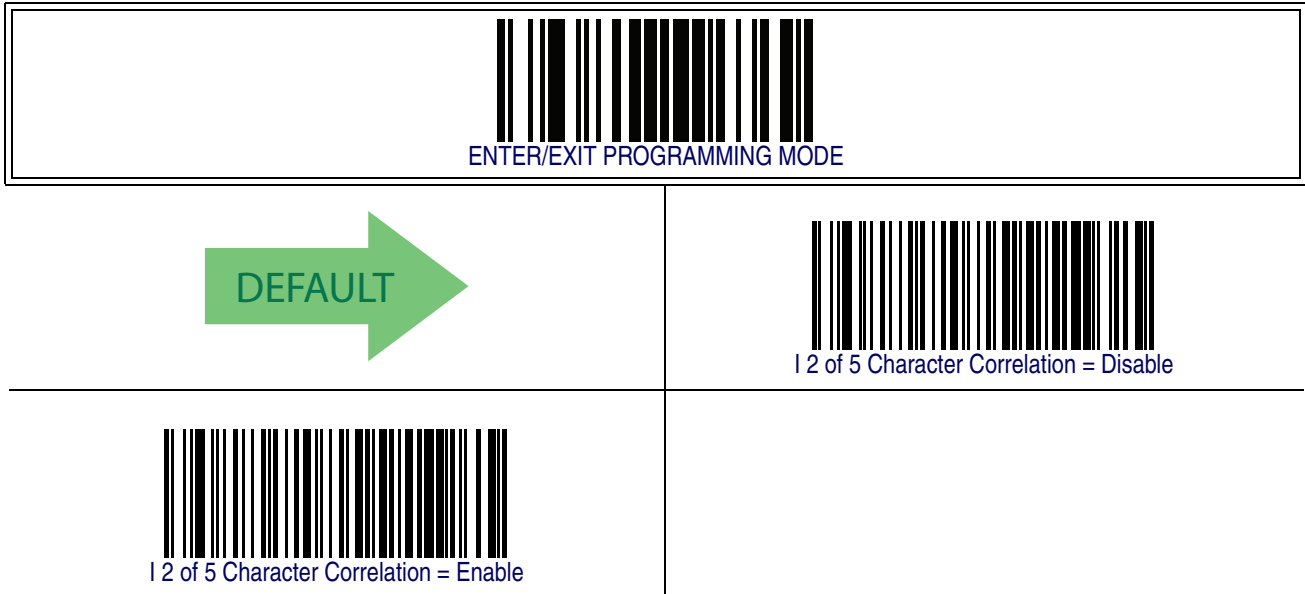 ENTER/EXIT PROGRAMMING MODE
DEFAULT
I 2 of 5 Character Correlation = Disable
I 2 of 5 Character Correlation = Enable